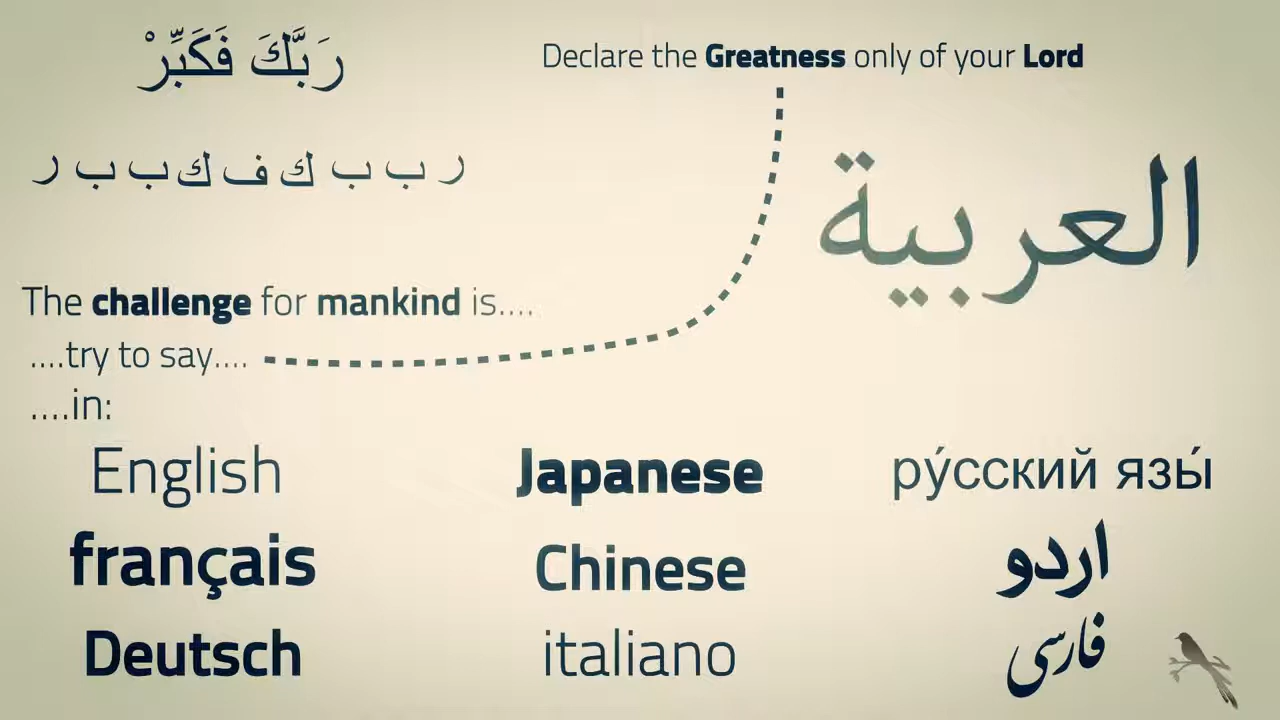 رَبَّكَ فَكَبِّرْ
Declare the Greatness only of your Lord
ر ب ب ك ف ك ب ب ر
العربية
The challenge for mankind is....
....try to say....
....in:
English
Japanese
ру́сский язы́
français
Chinese
اردو
Deutsch
italiano
فارسی